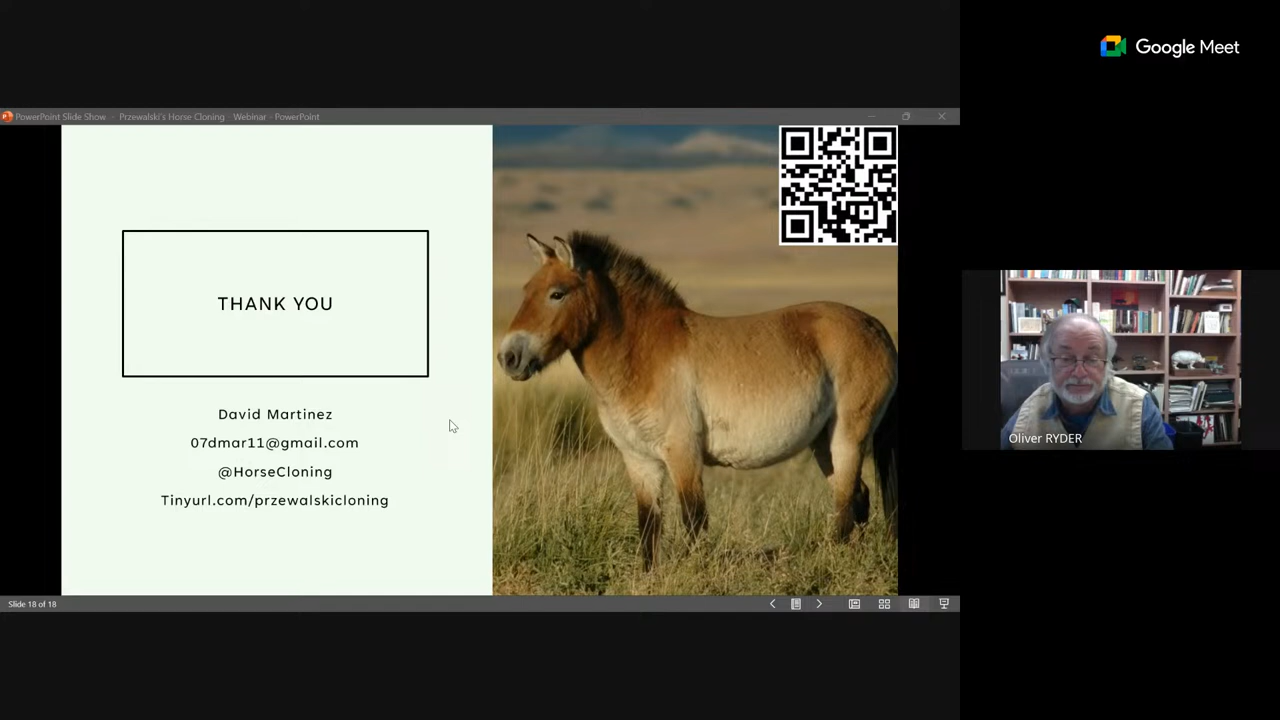 Google Meet
PowerPoint Slide Show - Przewalski's Horse Cloning - Webinar - PowerPoint
THANK YOU
David Martinez
07dmar11@gmail.com
@HorseCloning
Tinyurl.com/przewalskicloning
Oliver RYDER
Slide 18 of 18